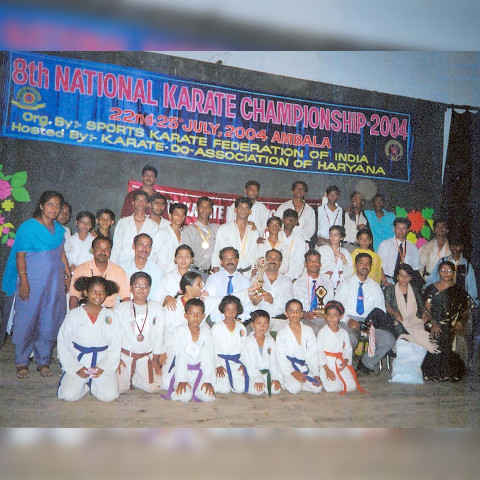 8th NATIONAL KARATE CHAMPIONSHIP-2004
22nd-25th JULY, 2004 AMBALA
Org. By:- SPORTS KARATE FEDERATION OF INDIA
Hosted By:- KARATE-DO-ASSOCIATION OF HARYANA